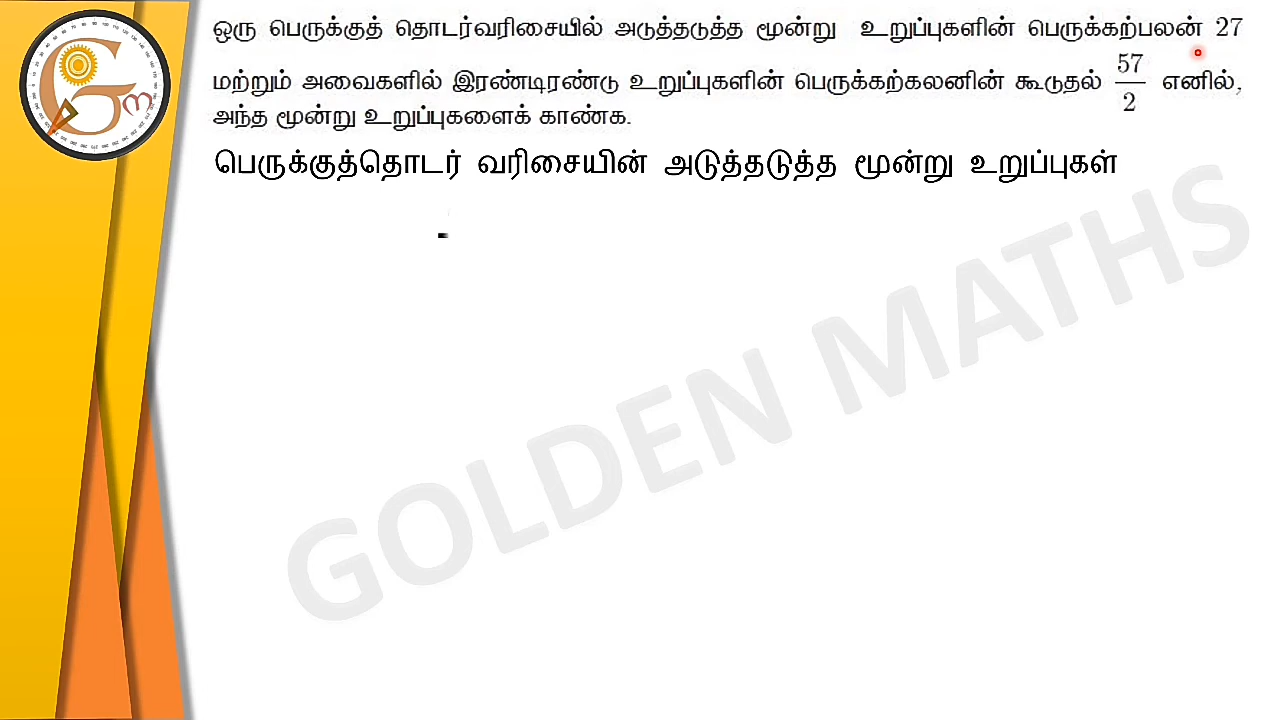 ஒரு பெருக்குத் தொடர்வரிசையில் அடுத்தடுத்த மூன்று உறுப்புகளின் பெருக்கற்பலன் 27
மற்றும் அவைகளில் இரண்டிரண்டு உறுப்புகளின் பெருக்கற்கலனின் கூடுதல் 57/2 எனில்,
அந்த மூன்று உறுப்புகளைக் காண்க.
பெருக்குத்தொடர் வரிசையின் அடுத்தடுத்த மூன்று உறுப்புகள்
GOLDEN MATHS